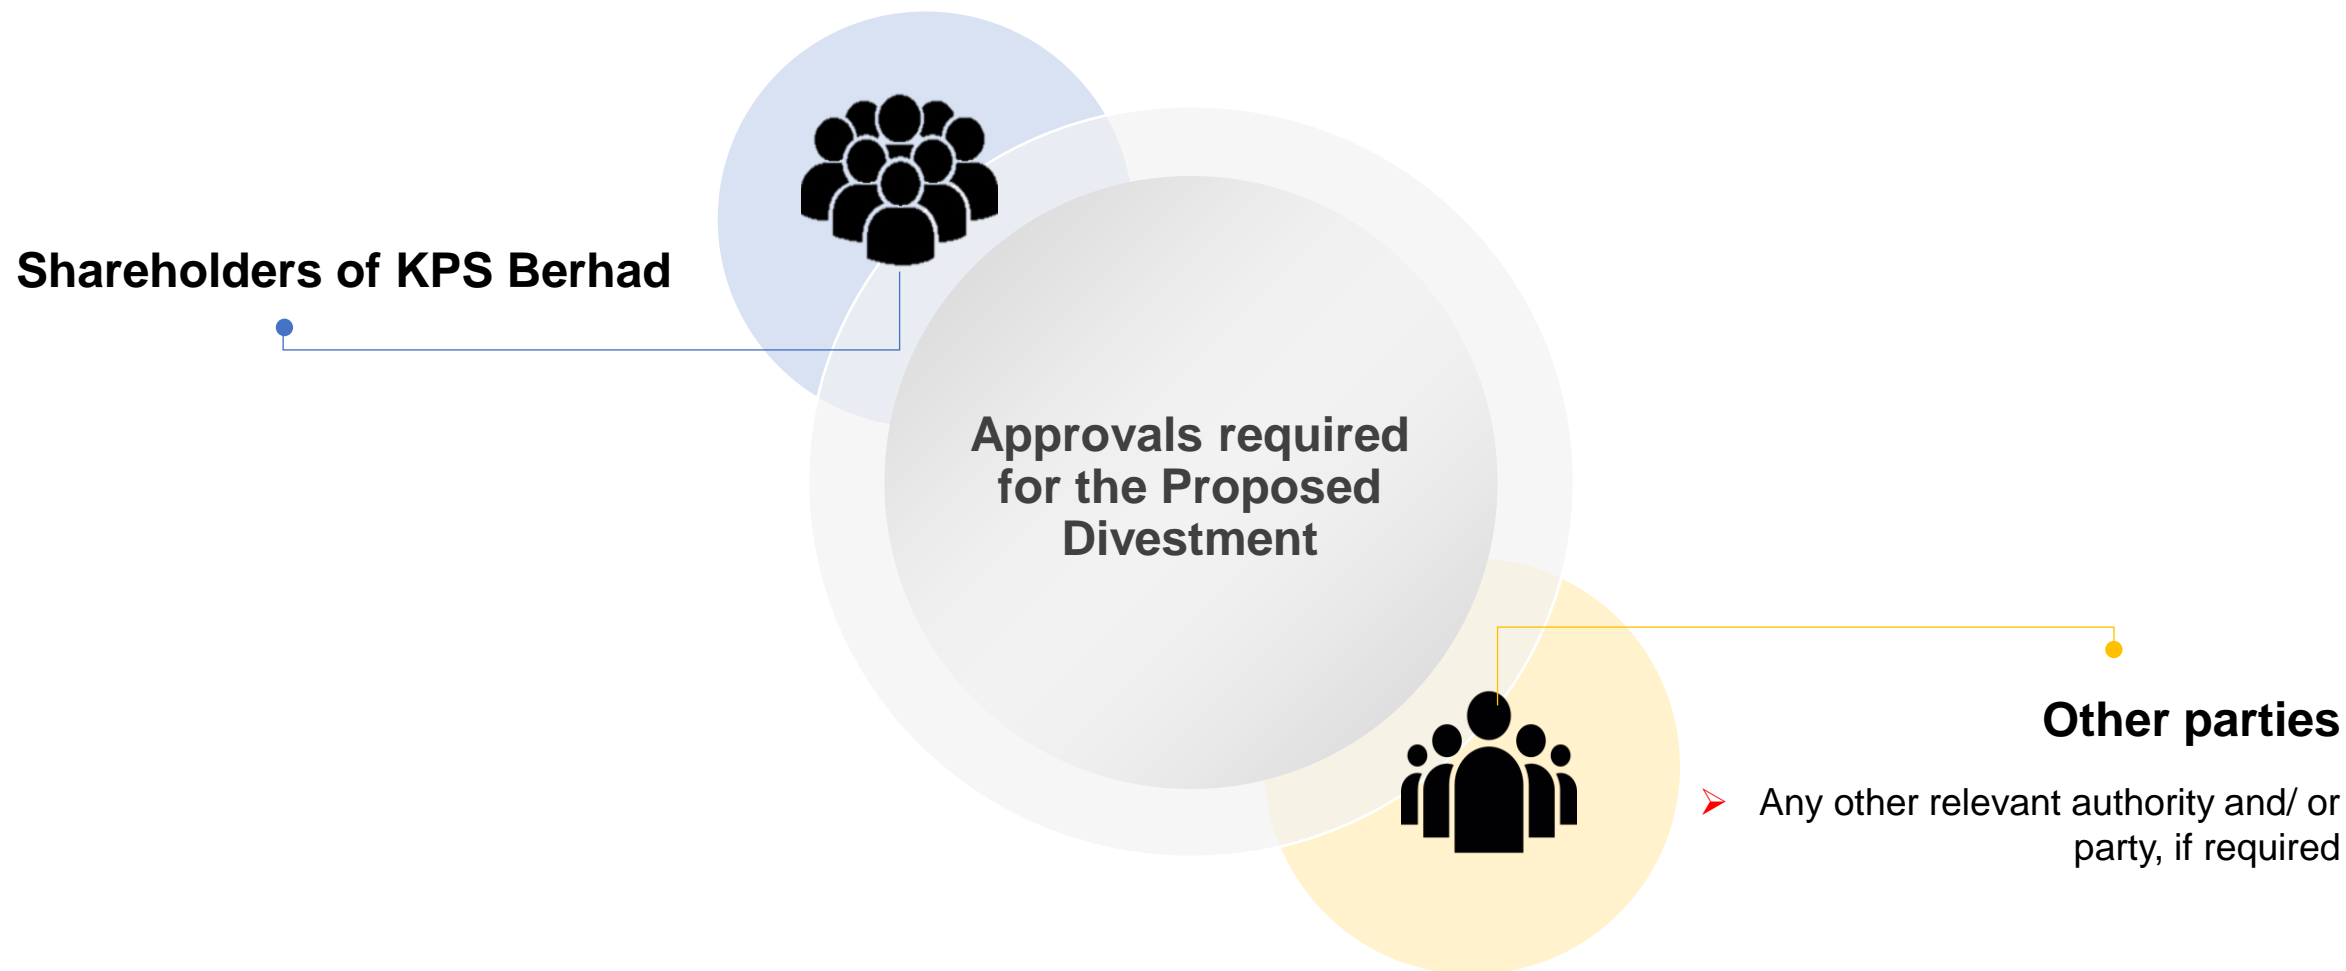 Shareholders of KPS Berhad
Approvals required
for the Proposed
Divestment
Other parties
➢ Any other relevant authority and/ or
party, if required